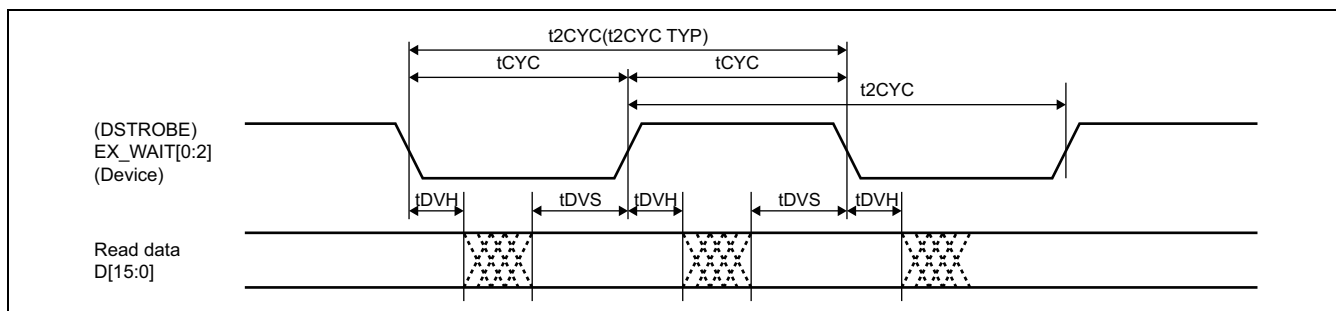 t2CYC(t2CYC TYP)
tCYC tCYC
t2CYC
(DSTROBE)
EX_WAIT[0:2]
(Device)
tDVH tDVS tDVH tDVS tDVH
Read data
D[15:0]